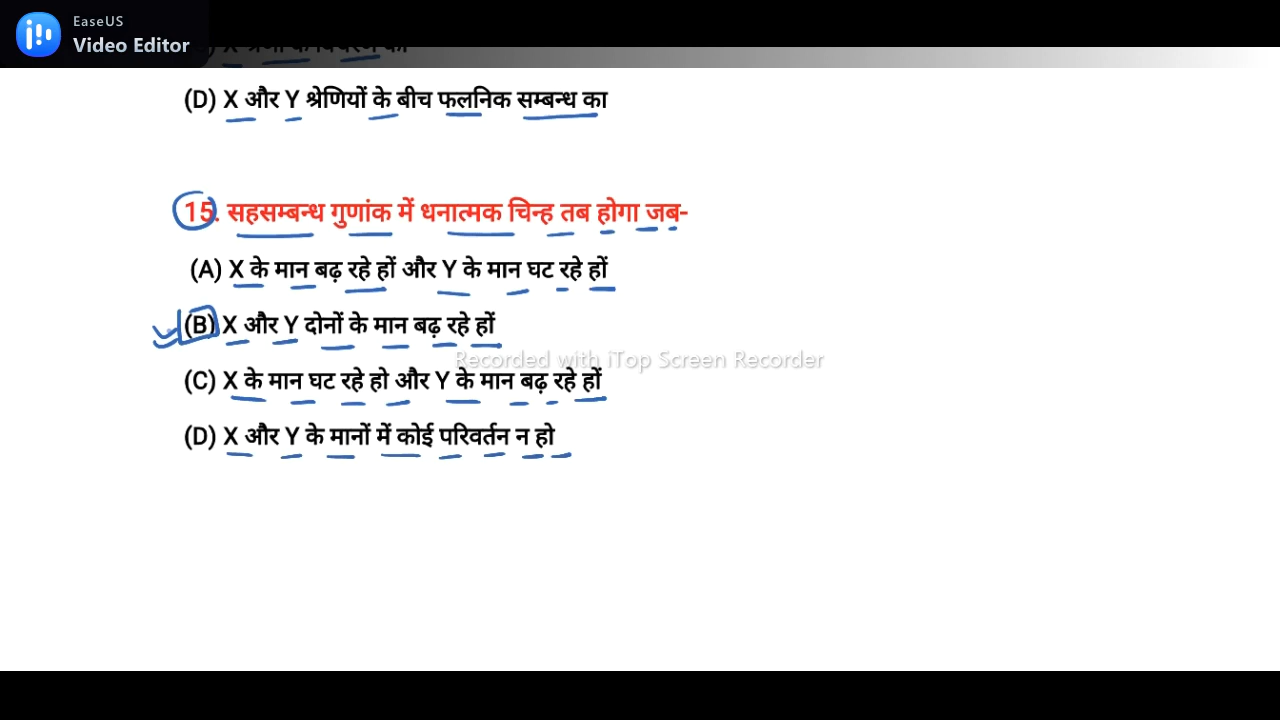 EaseUS
Video Editor
(D) X और Y श्रेणियों के बीच फलनिक सम्बन्ध का
15. सहसम्बन्ध गुणांक में धनात्मक चिन्ह तब होगा जब-
(A) X के मान बढ़ रहे हों और Y के मान घट रहे हों
(B) X और Y दोनों के मान बढ़ रहे हों
Recorded with iTop Screen Recorder
(C) X के मान घट रहे हो और Y के मान बढ़ रहे हों
(D) X और Y के मानों में कोई परिवर्तन न हो